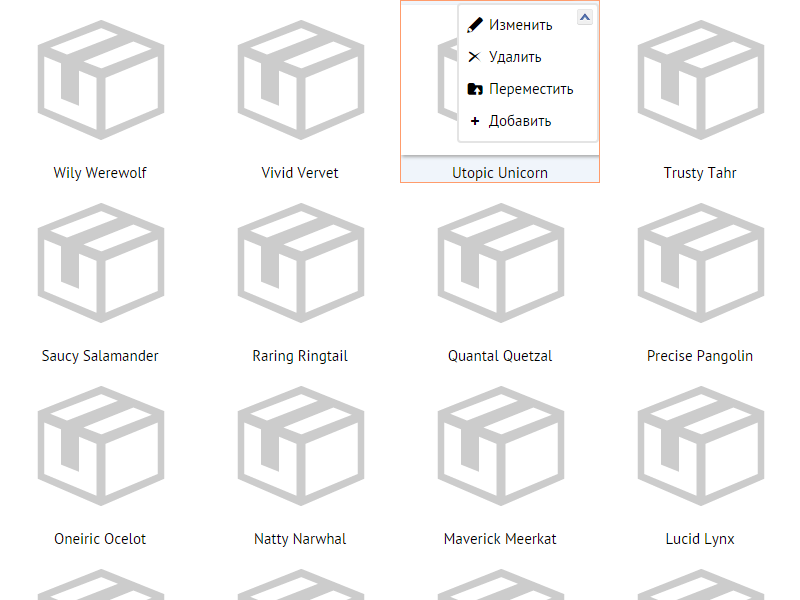 Изменить
Удалить
Переместить
Добавить
Wily Werewolf
Vivid Vervet
Utopic Unicorn
Trusty Tahr
Saucy Salamander
Raring Ringtail
Quantal Quetzal
Precise Pangolin
Oneiric Ocelot
Natty Narwhal
Maverick Meerkat
Lucid Lynx